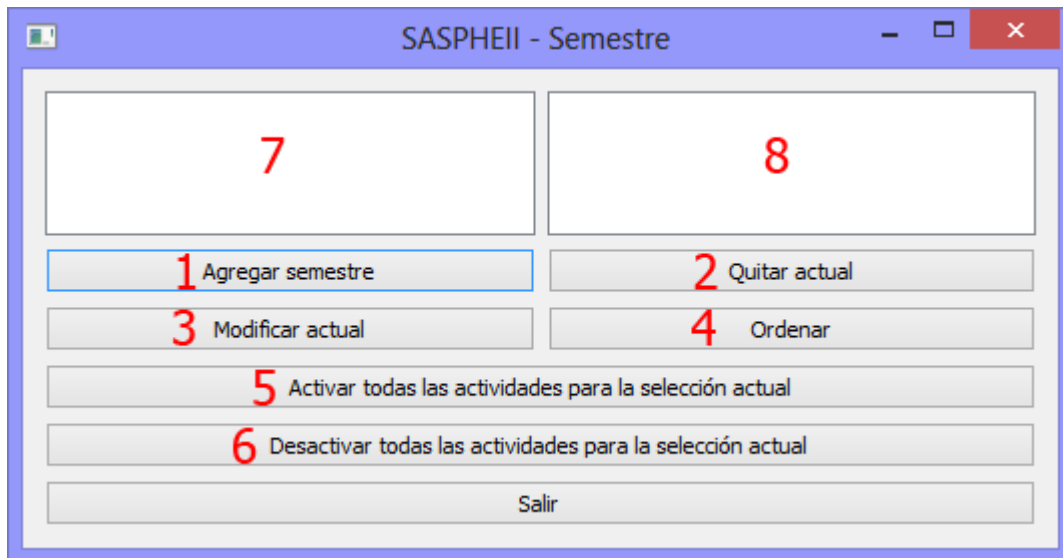 SASPHEII - Semestre
7 8
1 Agregar semestre 2 Quitar actual
3 Modificar actual 4 Ordenar
5 Activar todas las actividades para la selección actual
6 Desactivar todas las actividades para la selección actual
Salir